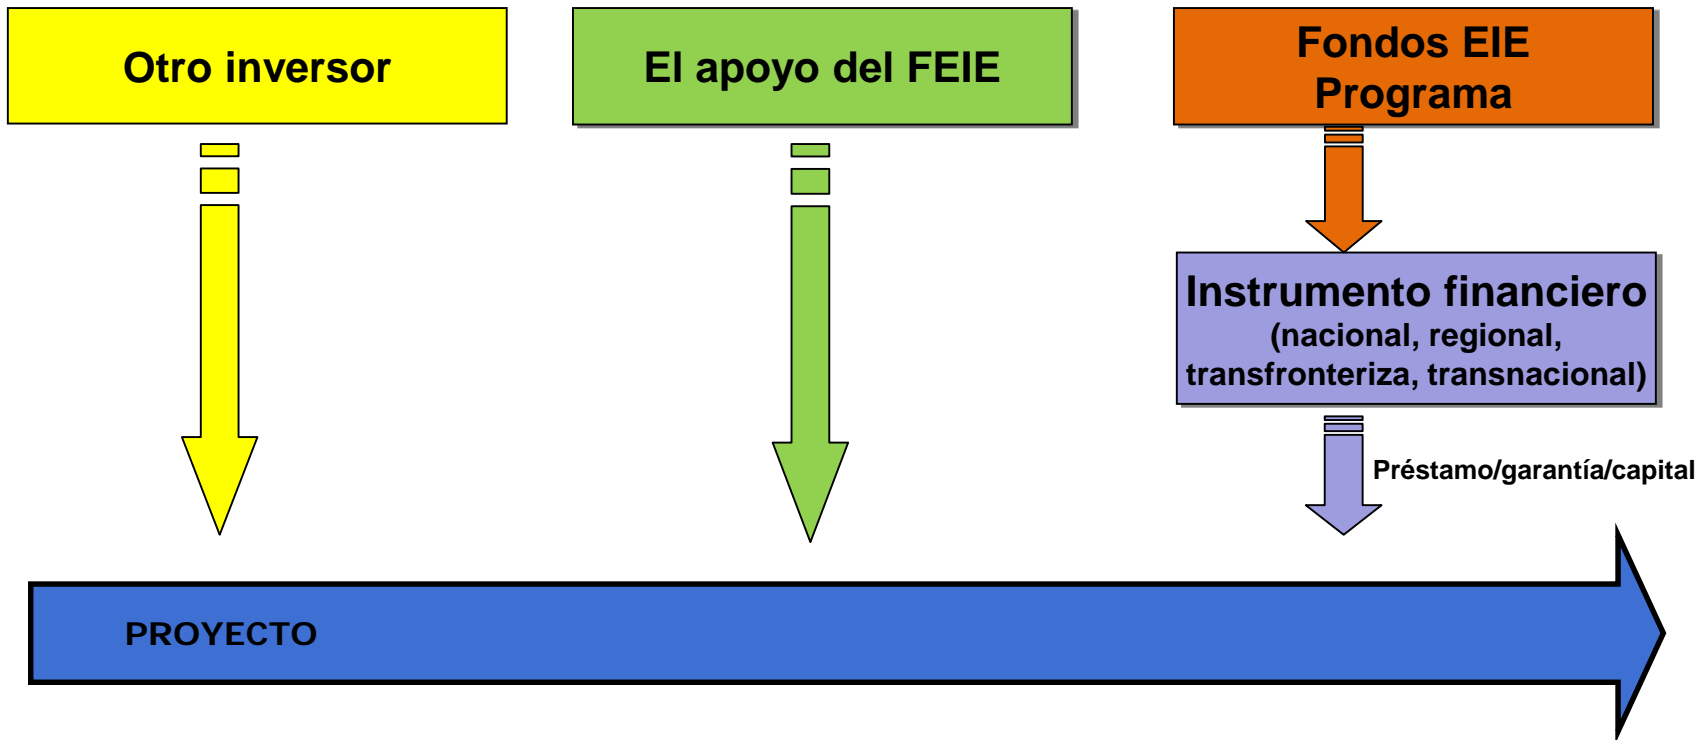 Otro inversor
El apoyo del FEIE
Fondos EIE
Programa
Instrumento financiero
(nacional, regional,
transfronteriza, transnacional)
Préstamo/garantía/capital
PROYECTO